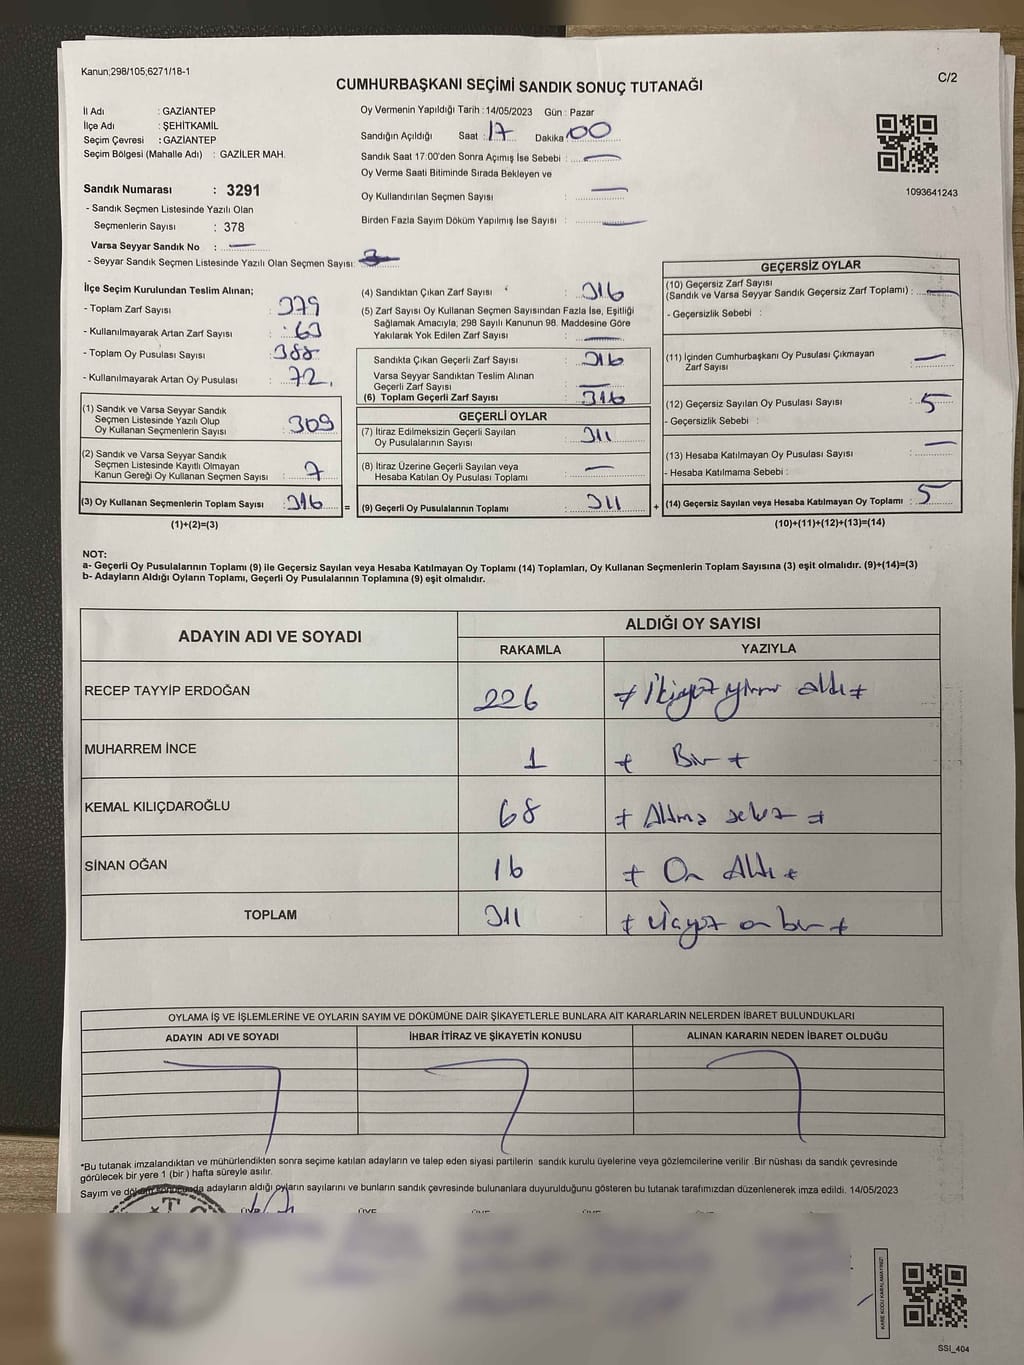 Kanun;298/105;6271/18-1
C/2
CUMHURBAŞKANI SEÇİMİ SANDIK SONUÇ TUTANAĞI
İl Adı : GAZİANTEP
İlçe Adı : ŞEHİTKAMİL
Seçim Çevresi : GAZİANTEP
Seçim Bölgesi (Mahalle Adı) : GAZİLER MAH.
Oy Vermenin Yapıldığı Tarih : 14/05/2023 Gün : Pazar
Sandığın Açıldığı Saat : 17 Dakika : 00
Sandık Saat 17:00'den Sonra Açımış İse Sebebi : —
Oy Verme Saati Bitiminde Sırada Bekleyen ve
Oy Kullandırılan Seçmen Sayısı : —
Birden Fazla Sayım Döküm Yapılmış İse Sayısı : —
1093641243
Sandık Numarası : 3291
- Sandık Seçmen Listesinde Yazılı Olan
Seçmenlerin Sayısı : 378
Varsa Seyyar Sandık No : —
- Seyyar Sandık Seçmen Listesinde Yazılı Olan Seçmen Sayısı:
İlçe Seçim Kurulundan Teslim Alınan;
- Toplam Zarf Sayısı : 379
- Kullanılmayarak Artan Zarf Sayısı : 63
- Toplam Oy Pusulası Sayısı : 388
- Kullanılmayarak Artan Oy Pusulası : 72
(1) Sandık ve Varsa Seyyar Sandık
Seçmen Listesinde Yazılı Olup
Oy Kullanan Seçmenlerin Sayısı : 309
(2) Sandık ve Varsa Seyyar Sandık
Seçmen Listesinde Kayıtlı Olmayan
Kanun Gereği Oy Kullanan Seçmen Sayısı : 7
(3) Oy Kullanan Seçmenlerin Toplam Sayısı : 316
(1)+(2)=(3)
=
(4) Sandıktan Çıkan Zarf Sayısı : 316
(5) Zarf Sayısı Oy Kullanan Seçmen Sayısından Fazla İse, Eşitliği
Sağlamak Amacıyla; 298 Sayılı Kanunun 98. Maddesine Göre
Yakılarak Yok Edilen Zarf Sayısı : —
Sandıkta Çıkan Geçerli Zarf Sayısı : 316
Varsa Seyyar Sandıktan Teslim Alınan
Geçerli Zarf Sayısı : —
(6) Toplam Geçerli Zarf Sayısı : 316
GEÇERLİ OYLAR
(7) İtiraz Edilmeksizin Geçerli Sayılan
Oy Pusulalarının Sayısı : 311
(8) İtiraz Üzerine Geçerli Sayılan veya
Hesaba Katılan Oy Pusulası Toplamı : —
(9) Geçerli Oy Pusulalarının Toplamı : 311
+
GEÇERSİZ OYLAR
(10) Geçersiz Zarf Sayısı
(Sandık ve Varsa Seyyar Sandık Geçersiz Zarf Toplamı) : —
- Geçersizlik Sebebi :
(11) İçinden Cumhurbaşkanı Oy Pusulası Çıkmayan
Zarf Sayısı : —
(12) Geçersiz Sayılan Oy Pusulası Sayısı : 5
- Geçersizlik Sebebi :
(13) Hesaba Katılmayan Oy Pusulası Sayısı : —
- Hesaba Katılmama Sebebi :
(14) Geçersiz Sayılan veya Hesaba Katılmayan Oy Toplamı : 5
(10)+(11)+(12)+(13)=(14)
NOT:
a- Geçerli Oy Pusulalarının Toplamı (9) ile Geçersiz Sayılan veya Hesaba Katılmayan Oy Toplamı (14) Toplamları, Oy Kullanan Seçmenlerin Toplam Sayısına (3) eşit olmalıdır. (9)+(14)=(3)
b- Adayların Aldığı Oyların Toplamı, Geçerli Oy Pusulalarının Toplamına (9) eşit olmalıdır.
ADAYIN ADI VE SOYADI
ALDIĞI OY SAYISI
RAKAMLA YAZIYLA
RECEP TAYYİP ERDOĞAN 226 İkiyüz yirmi altı
MUHARREM İNCE 1 Bir
KEMAL KILIÇDAROĞLU 68 Altmış sekiz
SİNAN OĞAN 16 On Altı
TOPLAM 311 Üçyüz on bir
OYLAMA İŞ VE İŞLEMLERİNE VE OYLARIN SAYIM VE DÖKÜMÜNE DAİR ŞİKAYETLERLE BUNLARA AİT KARARLARIN NELERDEN İBARET BULUNDUKLARI
ADAYIN ADI VE SOYADI İHBAR İTİRAZ VE ŞİKAYETİN KONUSU ALINAN KARARIN NEDEN İBARET OLDUĞU
*Bu tutanak imzalandıktan ve mühürlendikten sonra seçime katılan adayların ve talep eden siyasi partilerin sandık kurulu üyelerine veya gözlemcilerine verilir Bir nüshası da sandık çevresinde
görülecek bir yere 1 (bir ) hafta süreyle asılır.
Sayım ve döküm sonucunda adayların aldığı oyların sayılarını ve bunların sandık çevresinde bulunanlara duyurulduğunu gösteren bu tutanak tarafımızdan düzenlenerek imza edildi. 14/05/2023
ÜYE ÜYE ÜYE ÜYE
KARE KODU KARALAMAYINIZ!
SSI_404